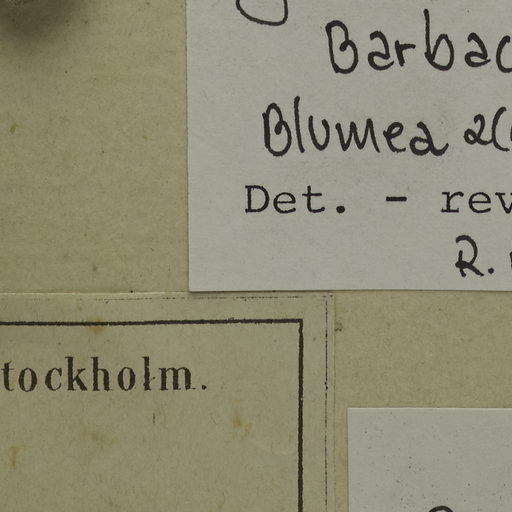 Barbac
Blumea 2(
Det. - rev
R.
tockholm.